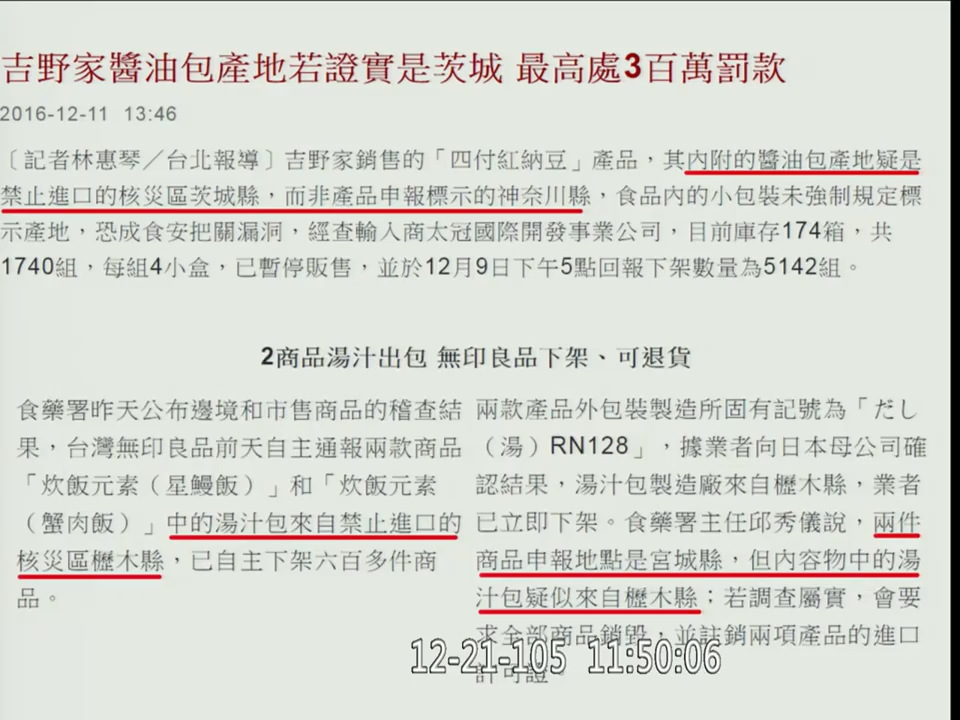 吉野家醬油包產地若證實是茨城 最高處3百萬罰款
2016-12-11 13:46
〔記者林惠琴／台北報導〕吉野家銷售的「四付紅納豆」產品，其內附的醬油包產地疑是
禁止進口的核災區茨城縣，而非產品申報標示的神奈川縣，食品內的小包裝未強制規定標
示產地，恐成食安把關漏洞，經查輸入商太冠國際開發事業公司，目前庫存174箱，共
1740組，每組4小盒，已暫停販售，並於12月9日下午5點回報下架數量為5142組。
2商品湯汁出包 無印良品下架、可退貨
食藥署昨天公布邊境和市售商品的稽查結
果，台灣無印良品前天自主通報兩款商品
「炊飯元素（星鰻飯）」和「炊飯元素
（蟹肉飯）」中的湯汁包來自禁止進口的
核災區櫪木縣，已自主下架六百多件商
品。
兩款產品外包裝製造所固有記號為「だし
（湯）RN128」，據業者向日本母公司確
認結果，湯汁包製造廠來自櫪木縣，業者
已立即下架。食藥署主任邱秀儀說，兩件
商品申報地點是宮城縣，但內容物中的湯
汁包疑似來自櫪木縣；若調查屬實，會要
求全部商品銷毀，並註銷兩項產品的進口
許可證。
12-21-105 11:50:06